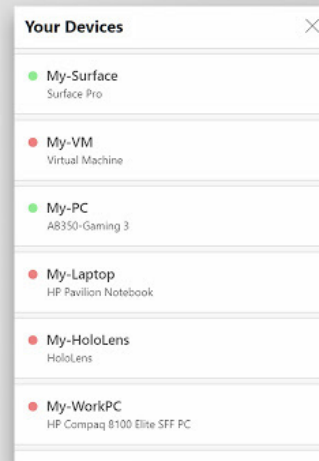 Your Devices
My-Surface
Surface Pro
My-VM
Virtual Machine
My-PC
AB350-Gaming 3
My-Laptop
HP Pavilion Notebook
My-HoloLens
HoloLens
My-WorkPC
HP Compaq 8100 Elite SFF PC